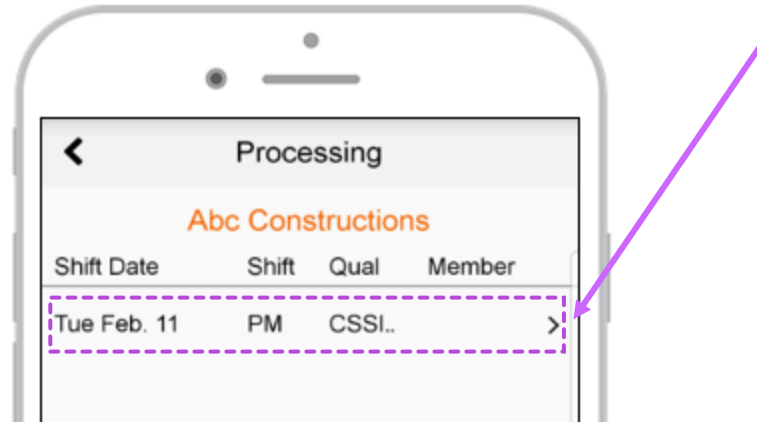 Processing
Abc Constructions
Shift Date Shift Qual Member
Tue Feb. 11 PM CSSI..